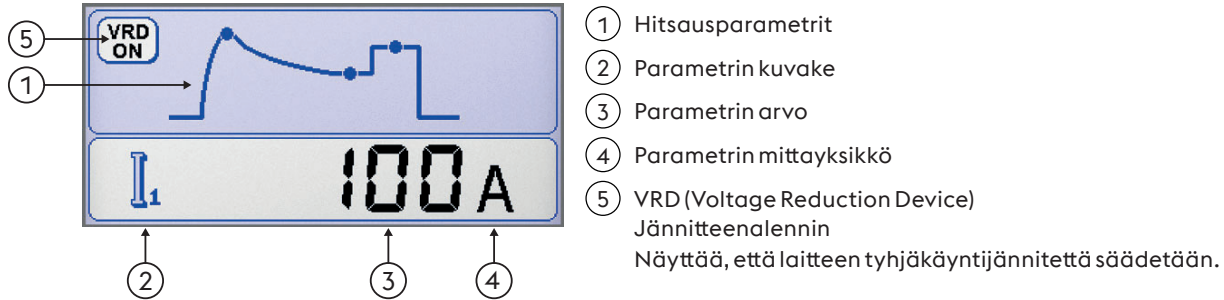 VRD
ON
5
1
I1
100 A
2
3
4
1 Hitsausparametrit
2 Parametrin kuvake
3 Parametrin arvo
4 Parametrin mittayksikkö
5 VRD (Voltage Reduction Device)
Jännitteenalennin
Näyttää, että laitteen tyhjäkäyntijännitettä säädetään.